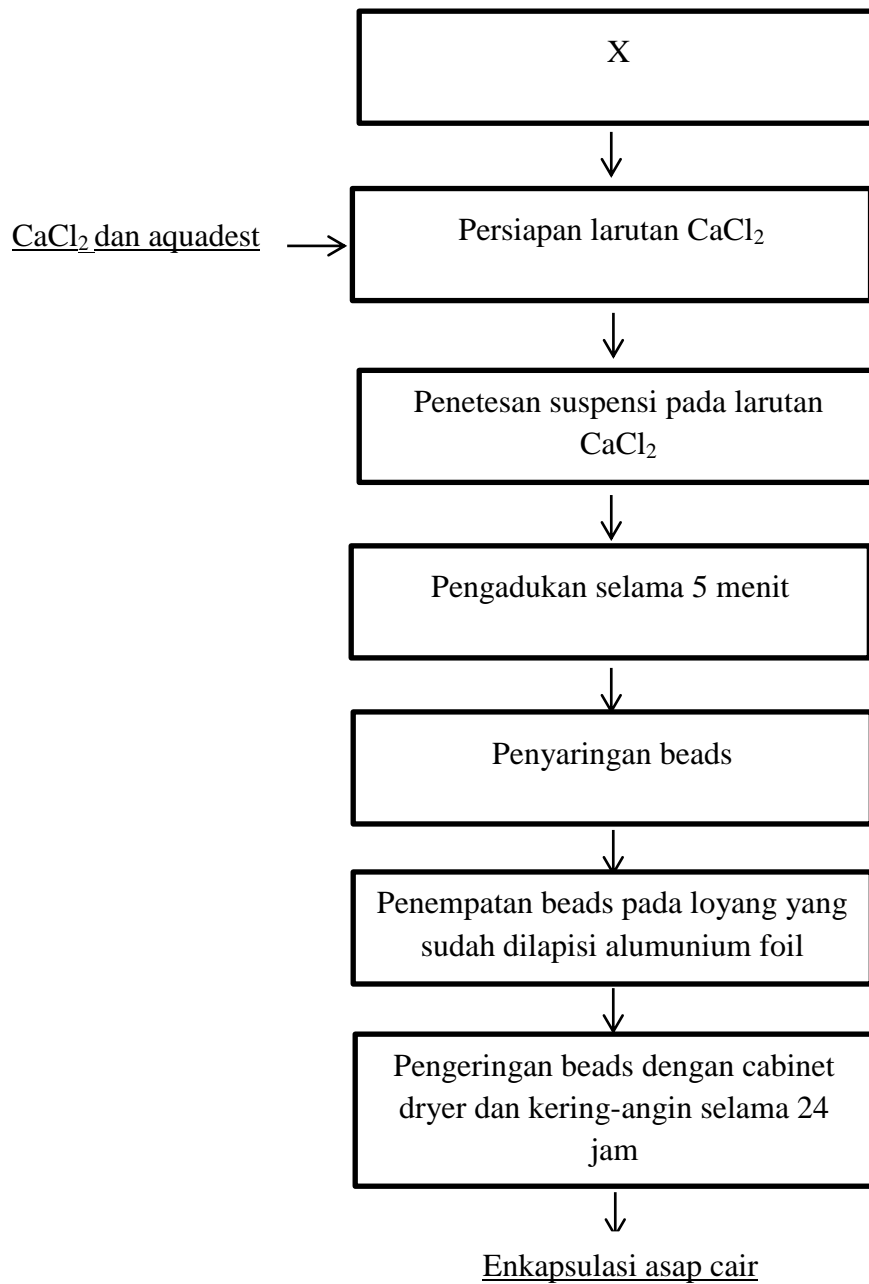 X
CaCl₂ dan aquadest
Persiapan larutan CaCl₂
Penetesan suspensi pada larutan
CaCl₂
Pengadukan selama 5 menit
Penyaringan beads
Penempatan beads pada loyang yang
sudah dilapisi alumunium foil
Pengeringan beads dengan cabinet
dryer dan kering-angin selama 24
jam
Enkapsulasi asap cair